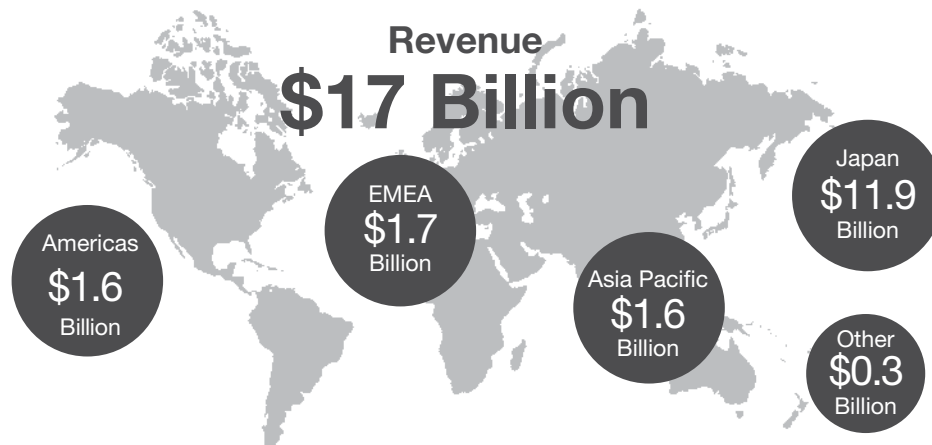 Revenue
$17 Billion
Americas
$1.6
Billion
EMEA
$1.7
Billion
Asia Pacific
$1.6
Billion
Japan
$11.9
Billion
Other
$0.3
Billion